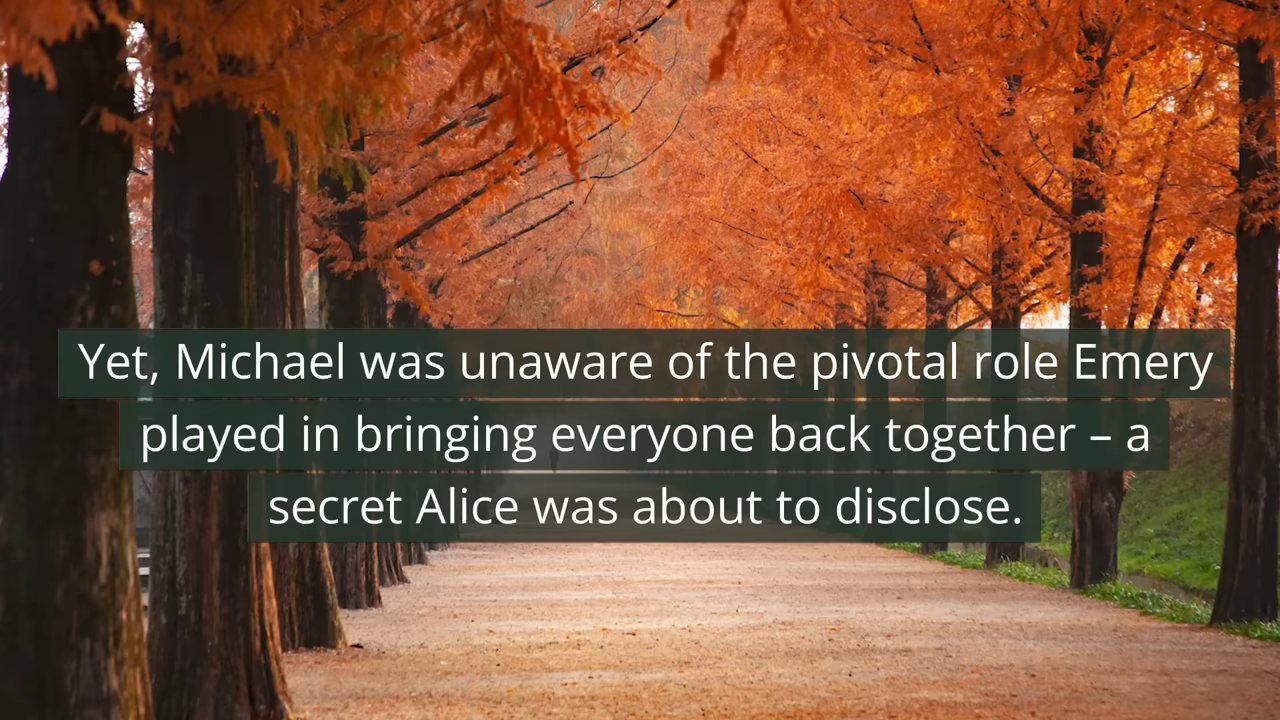 Yet, Michael was unaware of the pivotal role Emery
played in bringing everyone back together – a
secret Alice was about to disclose.